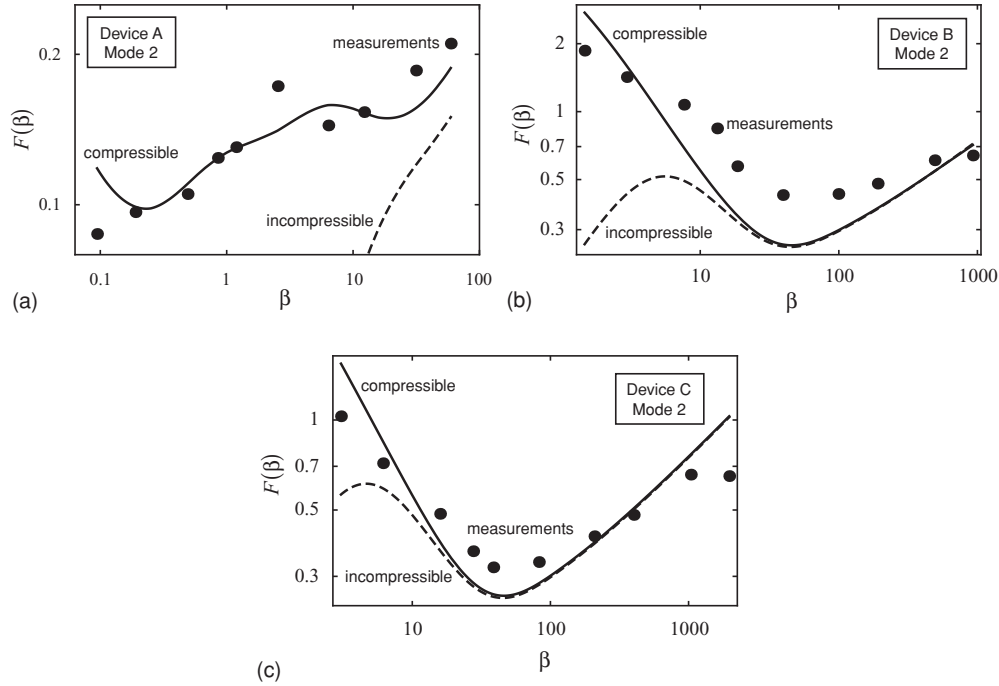 Device A
Mode 2
measurements
compressible
incompressible
0.2
0.1
F(β)
0.1
1
10
100
β
(a)
Device B
Mode 2
compressible
measurements
incompressible
2
1
0.7
0.5
0.3
F(β)
10
100
1000
β
(b)
Device C
Mode 2
compressible
measurements
incompressible
1
0.7
0.5
0.3
F(β)
10
100
1000
β
(c)